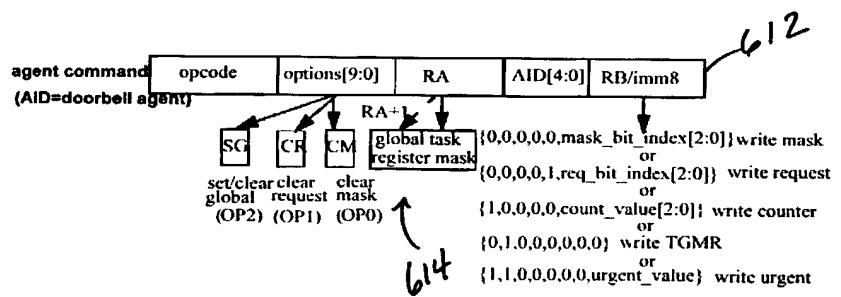 612
agent command opcode options[9:0] RA AID[4:0] RB/imm8
(AID=doorbell agent)
RA+1
SG CR CM global task register mask
set/clear global (OP2)
clear request (OP1)
clear mask (OP0)
{0,0,0,0,0,mask_bit_index[2:0]} write mask
or
{0,0,0,0,1,req_bit_index[2:0]} write request
or
{1,0,0,0,0,count_value[2:0]} write counter
or
{0,1,0,0,0,0,0,0} write TGMR
or
{1,1,0,0,0,0,0,urgent_value} write urgent
614